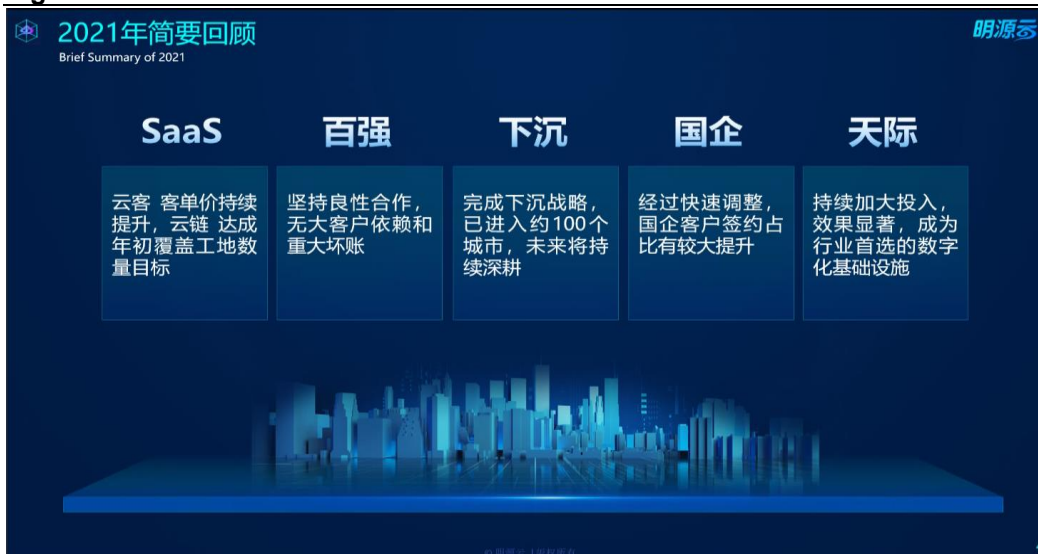 2021年简要回顾
明源云
Brief Summary of 2021
SaaS
百强
下沉
国企
天际
云客 客单价持续
提升，云链 达成
年初覆盖工地数
量目标
坚持良性合作，
无大客户依赖和
重大坏账
完成下沉战略，
已进入约100个
城市，未来将持
续深耕
经过快速调整，
国企客户签约占
比有较大提升
持续加大投入，
效果显著，成为
行业首选的数字
化基础设施